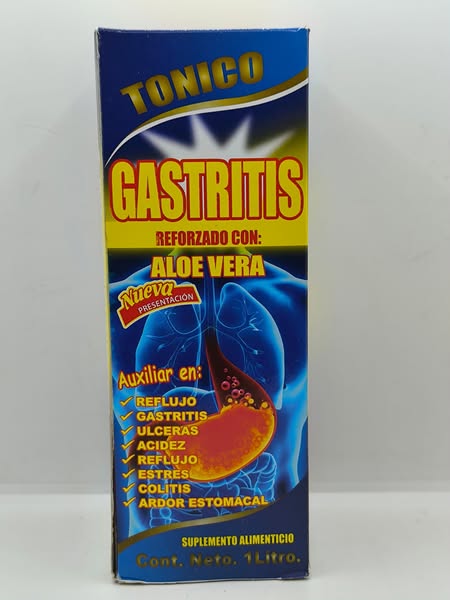 TONICO
GASTRITIS
REFORZADO CON:
ALOE VERA
Nueva
PRESENTACIÓN
Auxiliar en:
✓ REFLUJO
✓ GASTRITIS
✓ ULCERAS
✓ ACIDEZ
✓ REFLUJO
✓ ESTRES
✓ COLITIS
✓ ARDOR ESTOMACAL
SUPLEMENTO ALIMENTICIO
Cont. Neto. 1Litro.